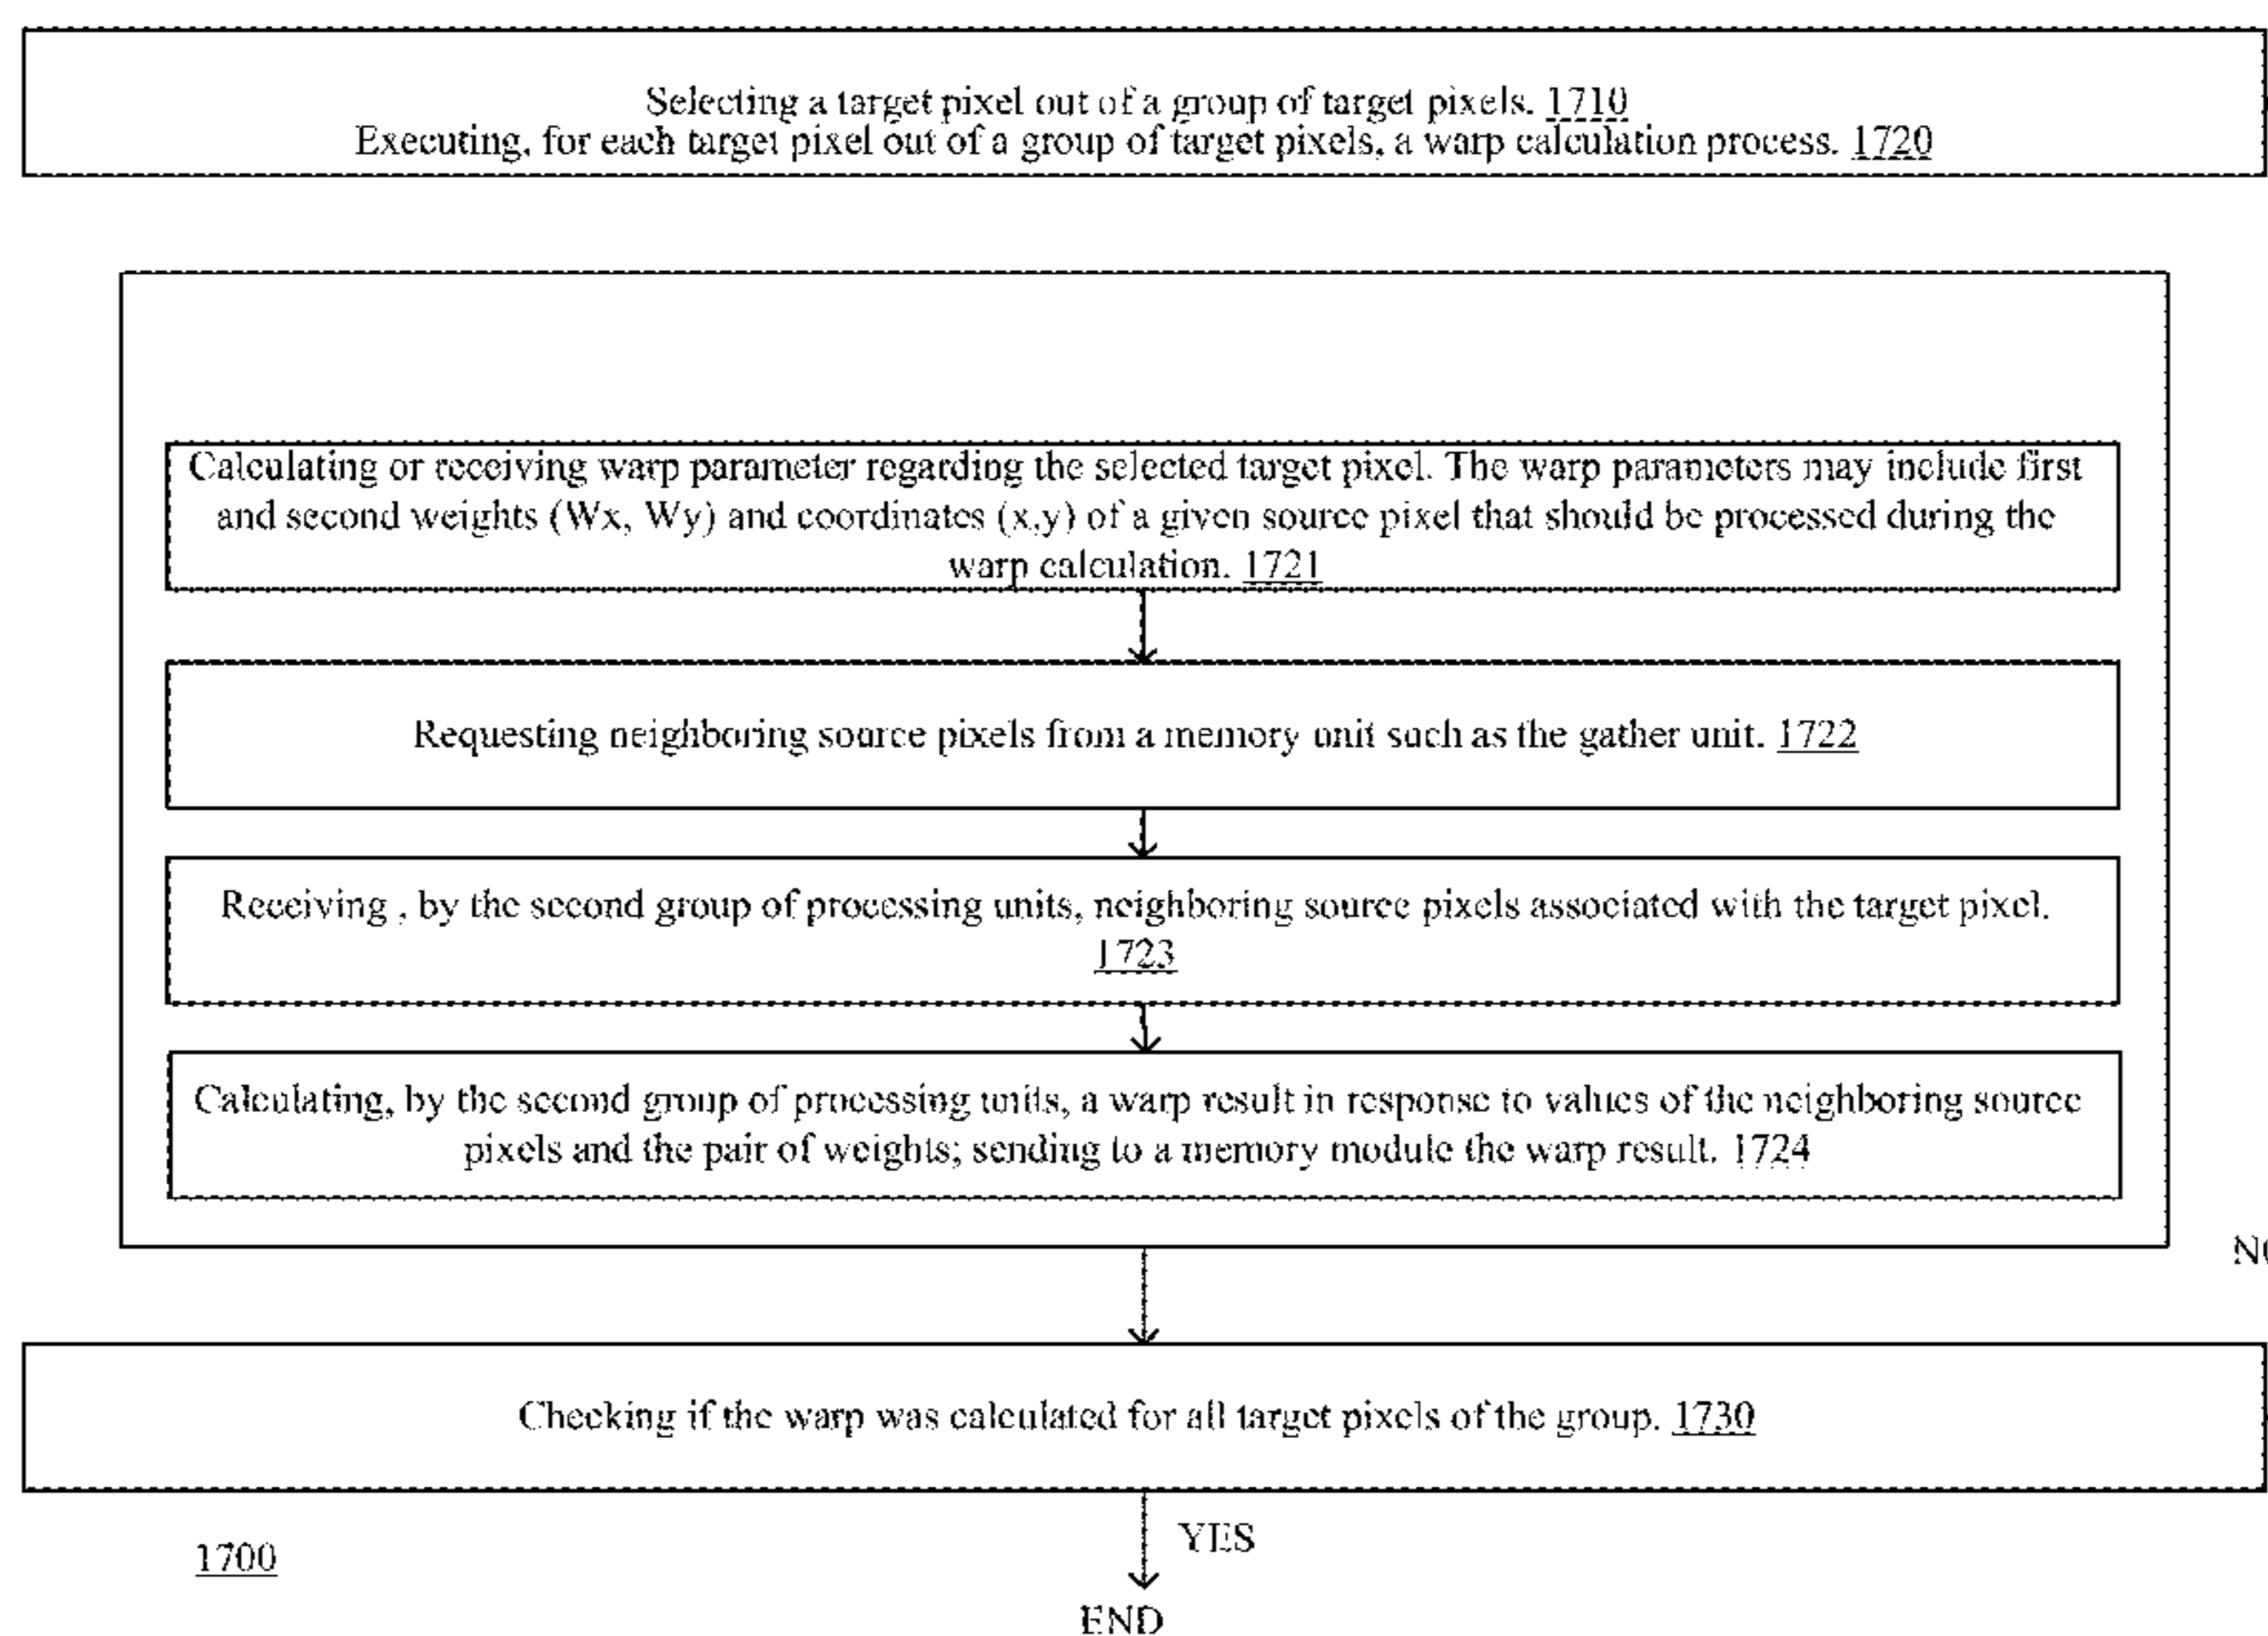 Selecting a target pixel out of a group of target pixels. 1710
Executing, for each target pixel out of a group of target pixels, a warp calculation process. 1720
Calculating or receiving warp parameter regarding the selected target pixel. The warp parameters may include first
and second weights (Wx, Wy) and coordinates (x,y) of a given source pixel that should be processed during the
warp calculation. 1721
Requesting neighboring source pixels from a memory unit such as the gather unit. 1722
Receiving , by the second group of processing units, neighboring source pixels associated with the target pixel.
1723
Calculating, by the second group of processing units, a warp result in response to values of the neighboring source
pixels and the pair of weights; sending to a memory module the warp result. 1724
Checking if the warp was calculated for all target pixels of the group. 1730
YES
1700
END